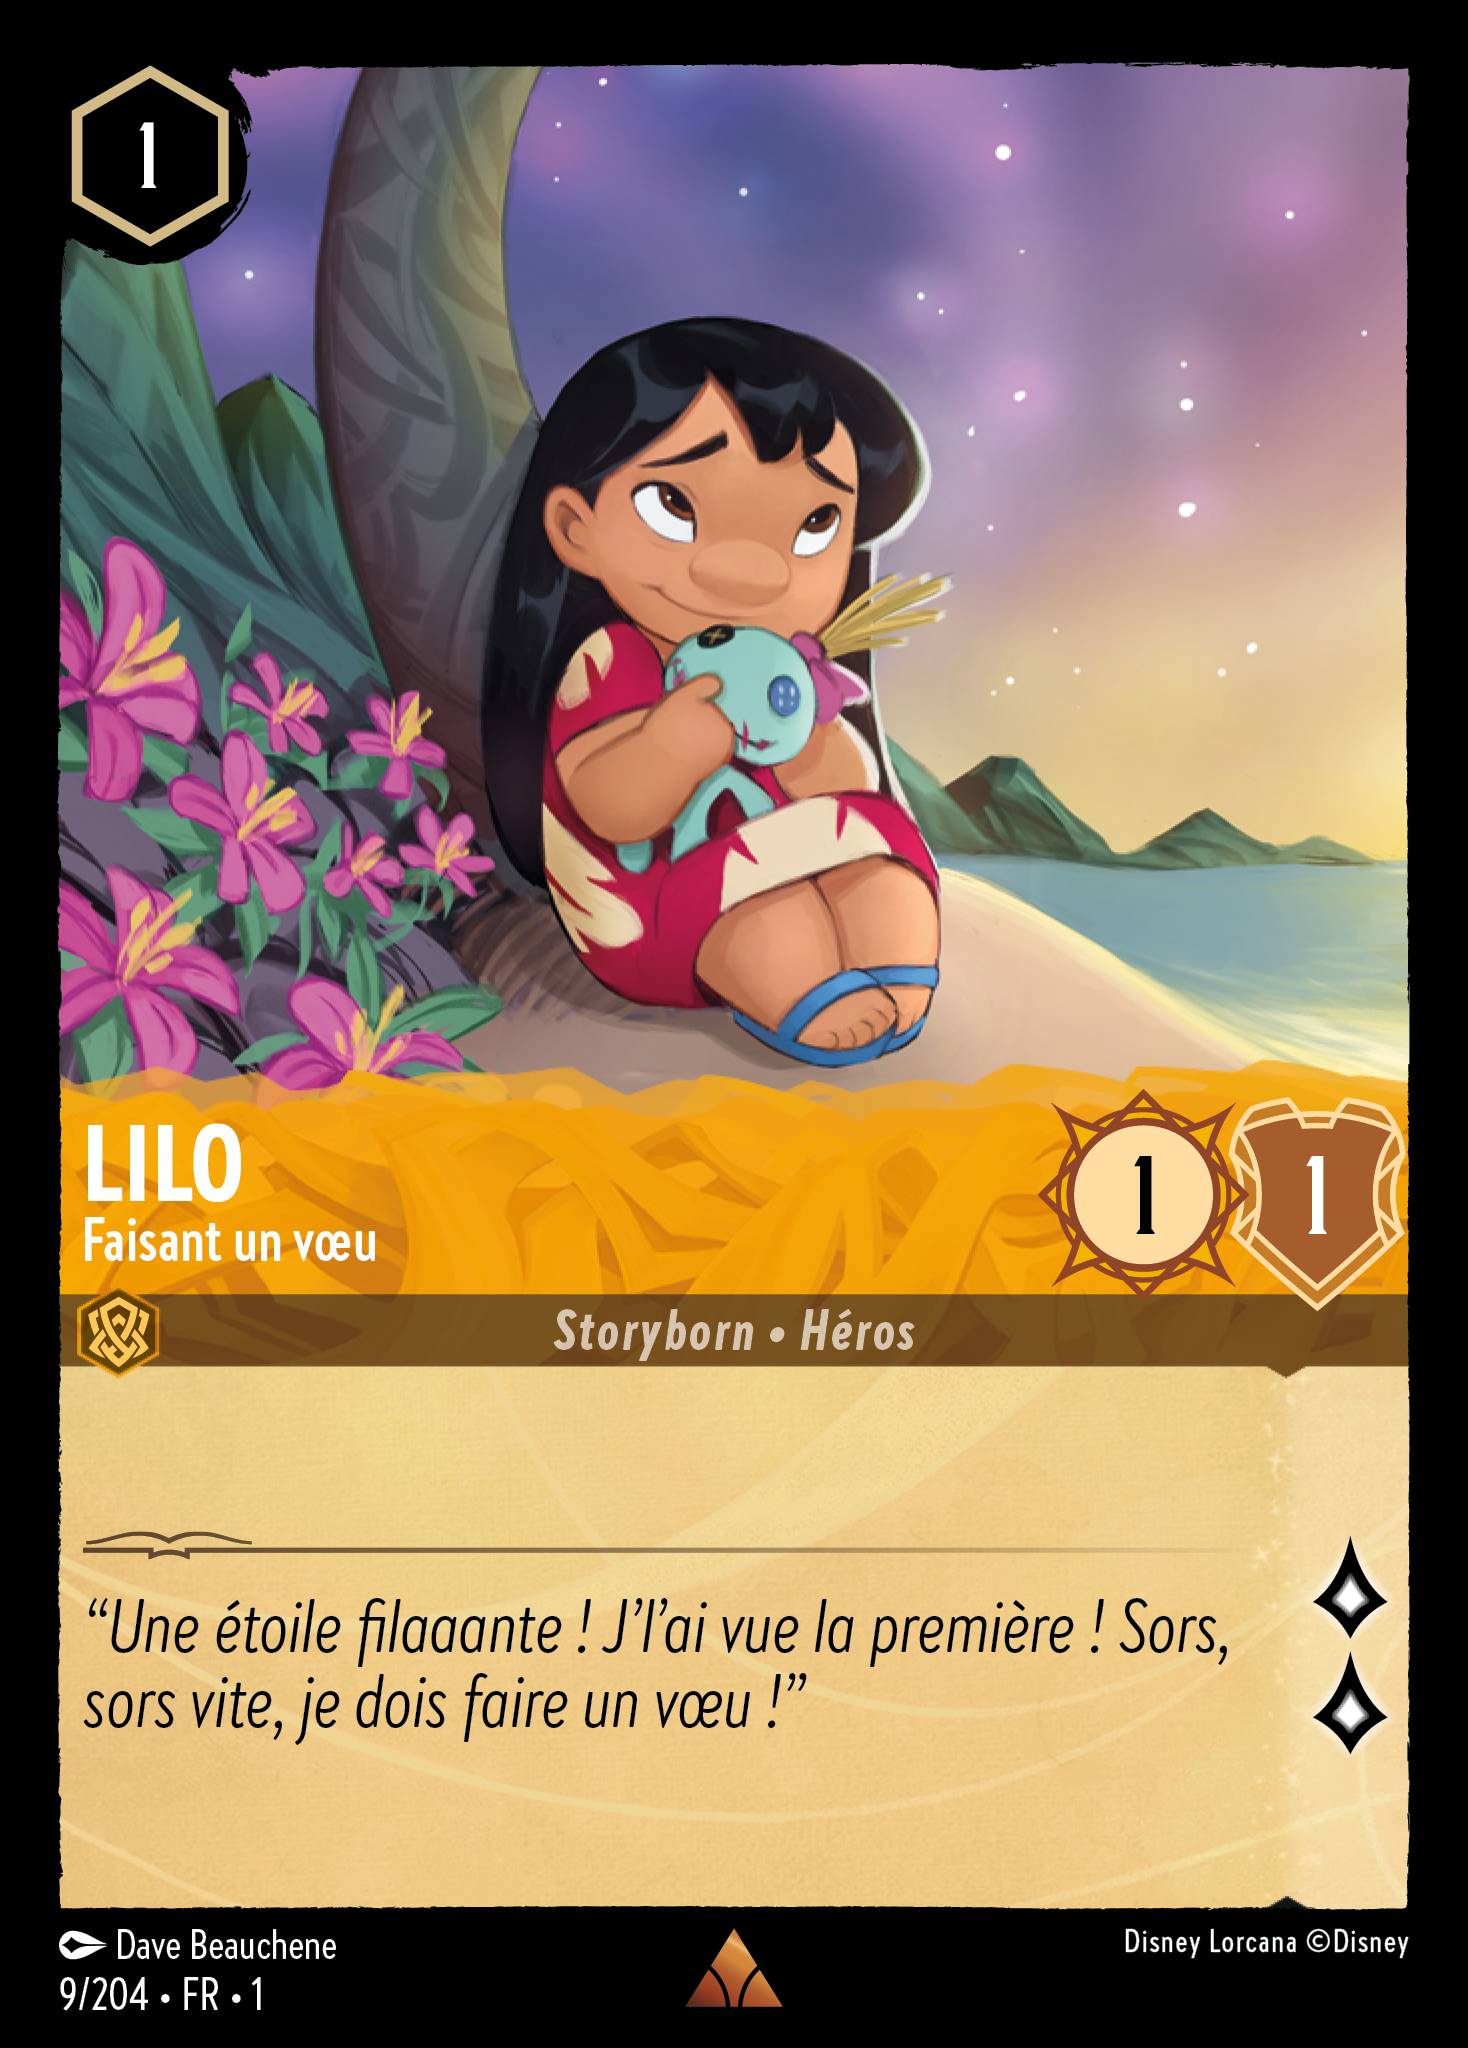 1
LILO
Faisant un vœu
1 1
Storyborn • Héros
“Une étoile filaaante ! J’l’ai vue la première ! Sors,
sors vite, je dois faire un vœu !”
Dave Beauchene
9/204 • FR • 1
Disney Lorcana ©Disney